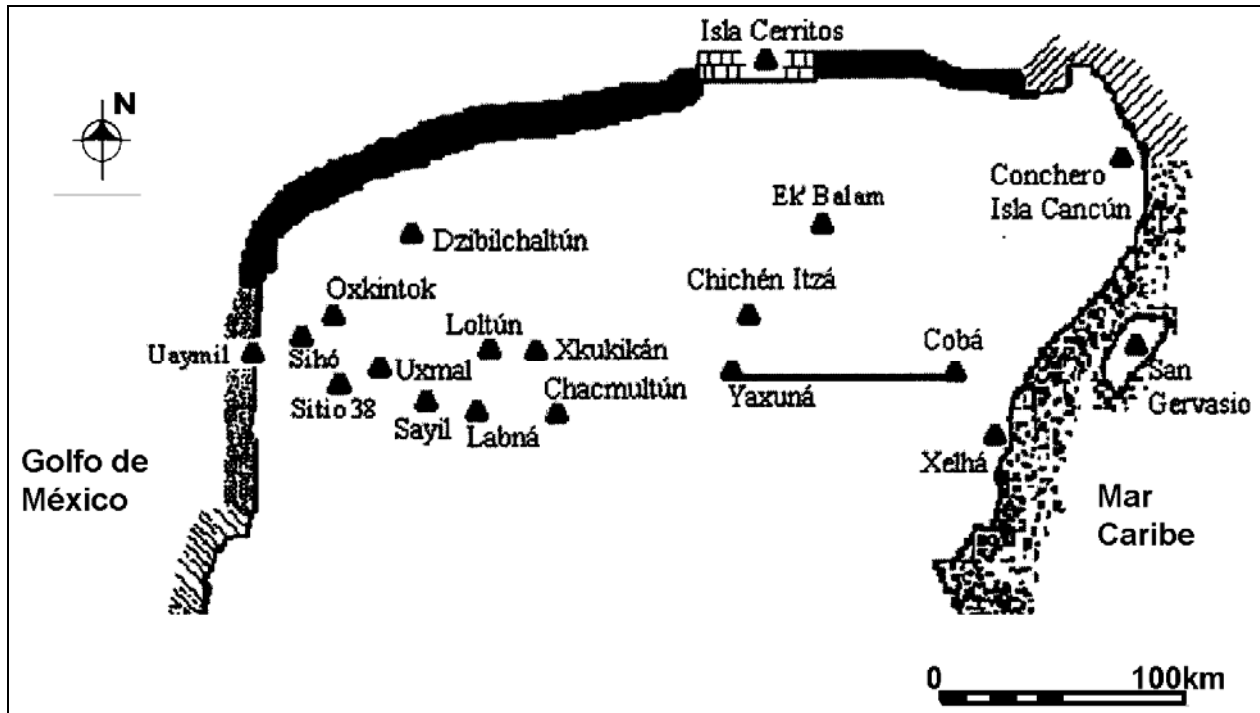 Isla Cerritos
N
Conchero
Isla Cancún
Ek' Balam
Dzibilchaltún
Chichén Itzá
Oxkintok
Loltún
Cobá
Uaymil
Sihó
Xkukikán
Uxmal
San
Gervasio
Chacmultún
Yaxuná
Sitio 38
Sayil
Labná
Xelhá
Golfo de
México
Mar
Caribe
0 100km